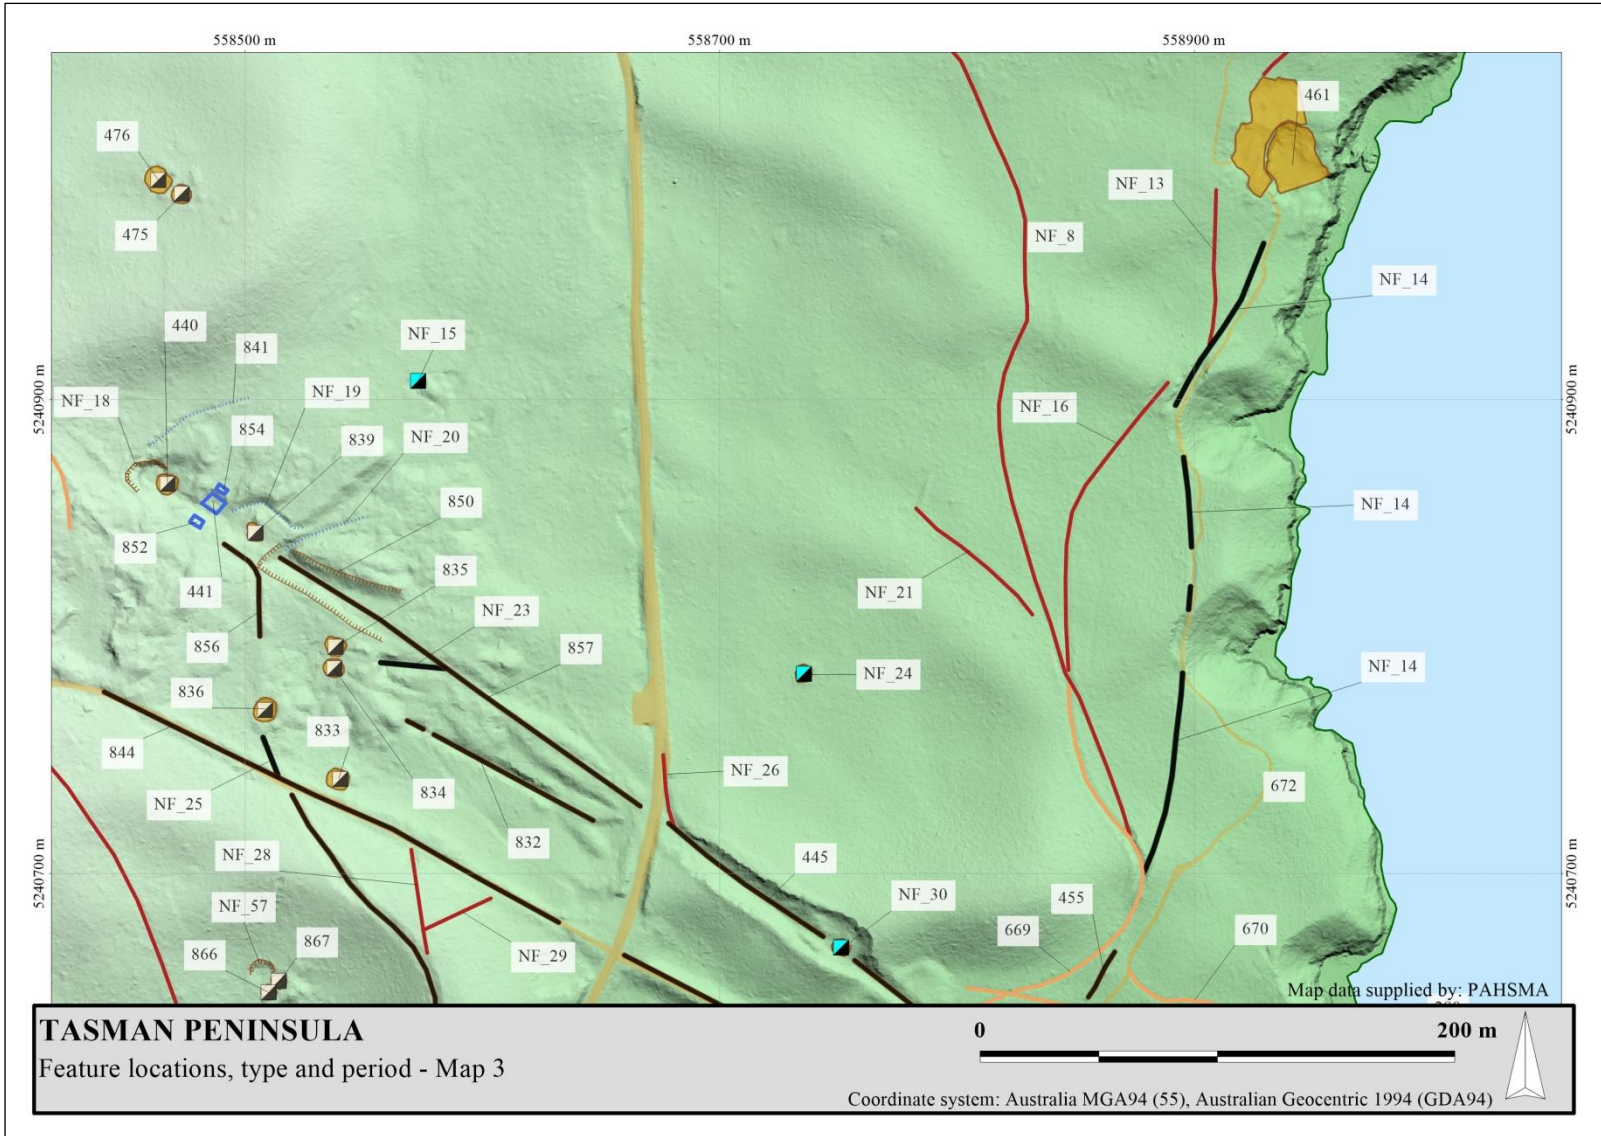 558500 m
558700 m
558900 m
461
476
NF_13
475
NF_8
NF_14
440
NF_15
841
NF_19
NF_18
5240900 m
5240900 m
NF_16
854
839
NF_20
850
NF_14
852
835
441
NF_21
NF_23
856
857
NF_14
NF_24
836
833
844
NF_26
672
834
NF_25
832
NF_28
445
5240700 m
5240700 m
NF_57
NF_30
455
669
670
866
867
NF_29
Map data supplied by: PAHSMA
TASMAN PENINSULA
Feature locations, type and period - Map 3
0
200 m
Coordinate system: Australia MGA94 (55), Australian Geocentric 1994 (GDA94)